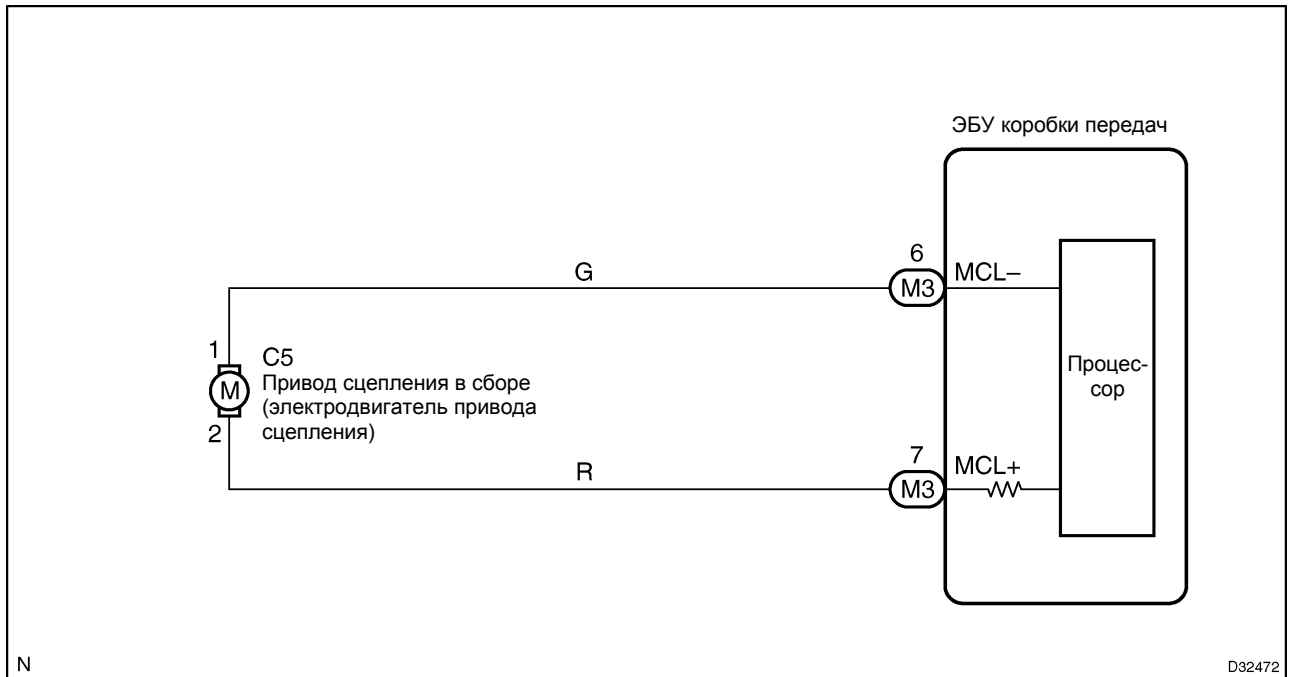 ЭБУ коробки передач
6
G
M3
MCL–
1
C5
M
Привод сцепления в сборе
(электродвигатель привода
сцепления)
2
Процес-
сор
7
R
M3
MCL+
N
D32472